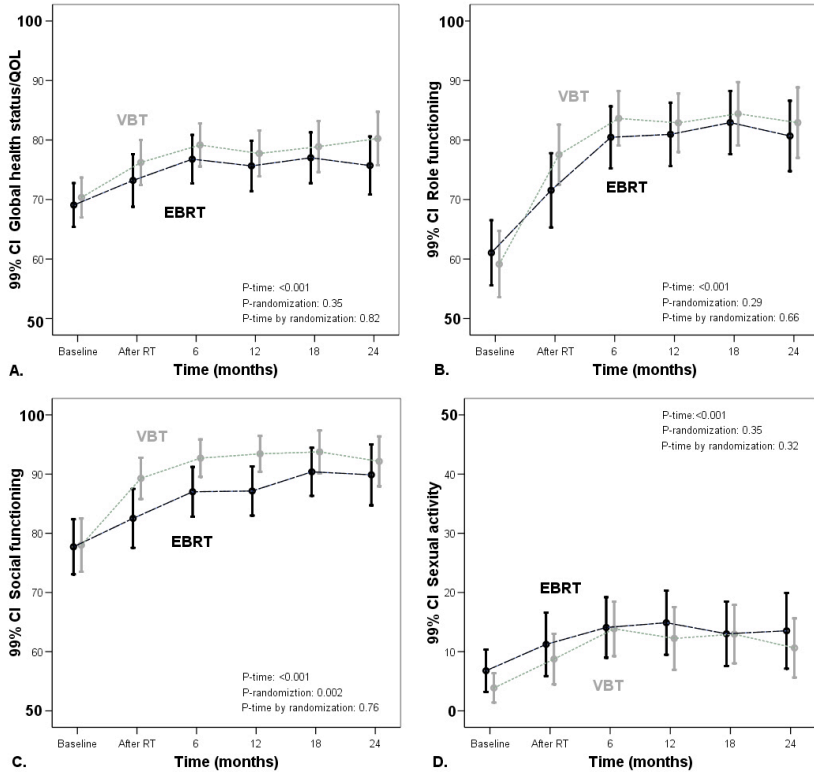 100
90
80
70
60
50
99% CI Global health status/QOL
VBT
EBRT
P-time: <0.001
P-randomization: 0.35
P-time by randomization: 0.82
Baseline After RT 6 12 18 24
A. Time (months)
100
90
80
70
60
50
99% CI Role functioning
VBT
EBRT
P-time: <0.001
P-randomization: 0.29
P-time by randomization: 0.66
Baseline After RT 6 12 18 24
B. Time (months)
100
90
80
70
60
50
99% CI Social functioning
VBT
EBRT
P-time: <0.001
P-randomiztion: 0.002
P-time by randomization: 0.76
Baseline After RT 6 12 18 24
C. Time (months)
50
40
30
20
10
0
99% CI Sexual activity
P-time:<0.001
P-randomization: 0.35
P-time by randomization: 0.32
EBRT
VBT
Baseline After RT 6 12 18 24
D. Time (months)